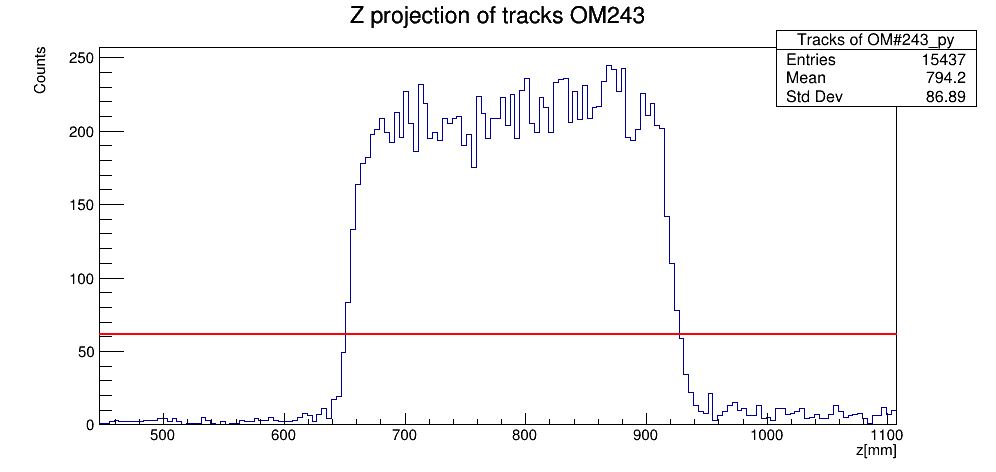 Z projection of tracks OM243
Tracks of OM#243_py
Entries 15437
Mean 794.2
Std Dev 86.89
Counts
250
200
150
100
50
0
500 600 700 800 900 1000 1100
z[mm]